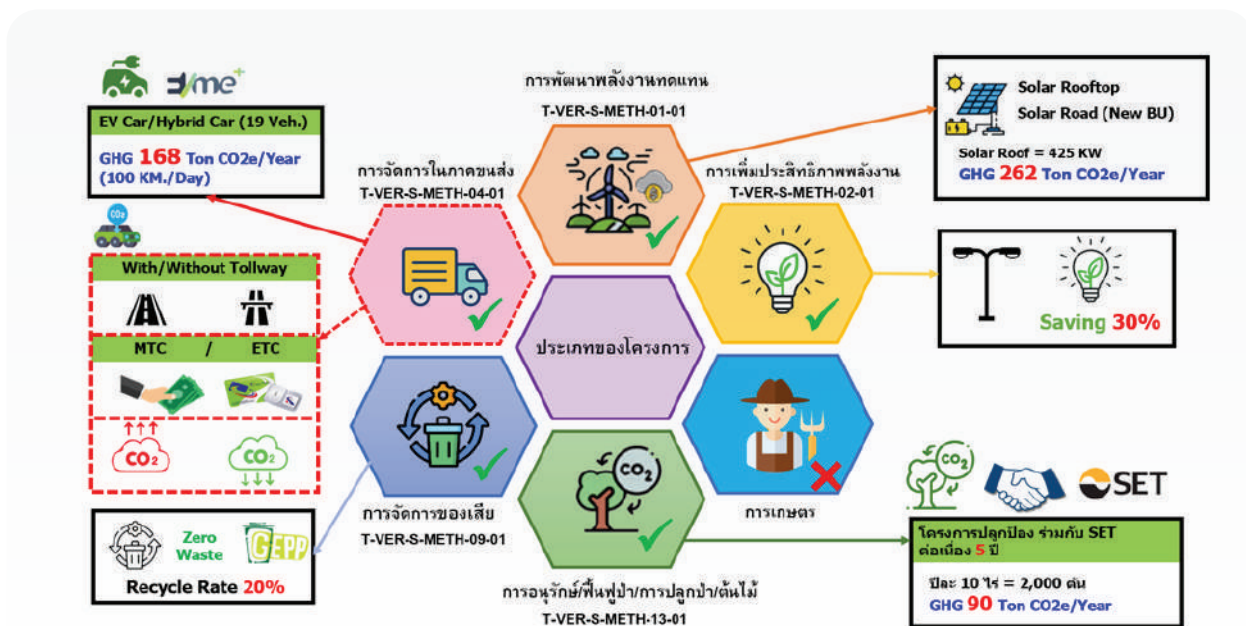 EVme+
EV Car/Hybrid Car (19 Veh.)
GHG 168 Ton CO2e/Year
(100 KM./Day)
CO₂
With/Without Tollway
MTC / ETC
CO₂
CO₂
Zero
Waste
GEPP
Recycle Rate 20%
การพัฒนาพลังงานทดแทน
T-VER-S-METH-01-01
การจัดการในภาคขนส่ง
T-VER-S-METH-04-01
การเพิ่มประสิทธิภาพพลังงาน
T-VER-S-METH-02-01
ประเภทของโครงการ
การจัดการของเสีย
T-VER-S-METH-09-01
CO₂
การเกษตร
การอนุรักษ์/ฟื้นฟูป่า/การปลูกป่า/ต้นไม้
T-VER-S-METH-13-01
Solar Rooftop
Solar Road (New BU)
Solar Roof = 425 KW
GHG 262 Ton CO2e/Year
Saving 30%
CO₂
SET
โครงการปลูกป้อง ร่วมกับ SET
ต่อเนื่อง 5 ปี
ปีละ 10 ไร่ = 2,000 ต้น
GHG 90 Ton CO2e/Year